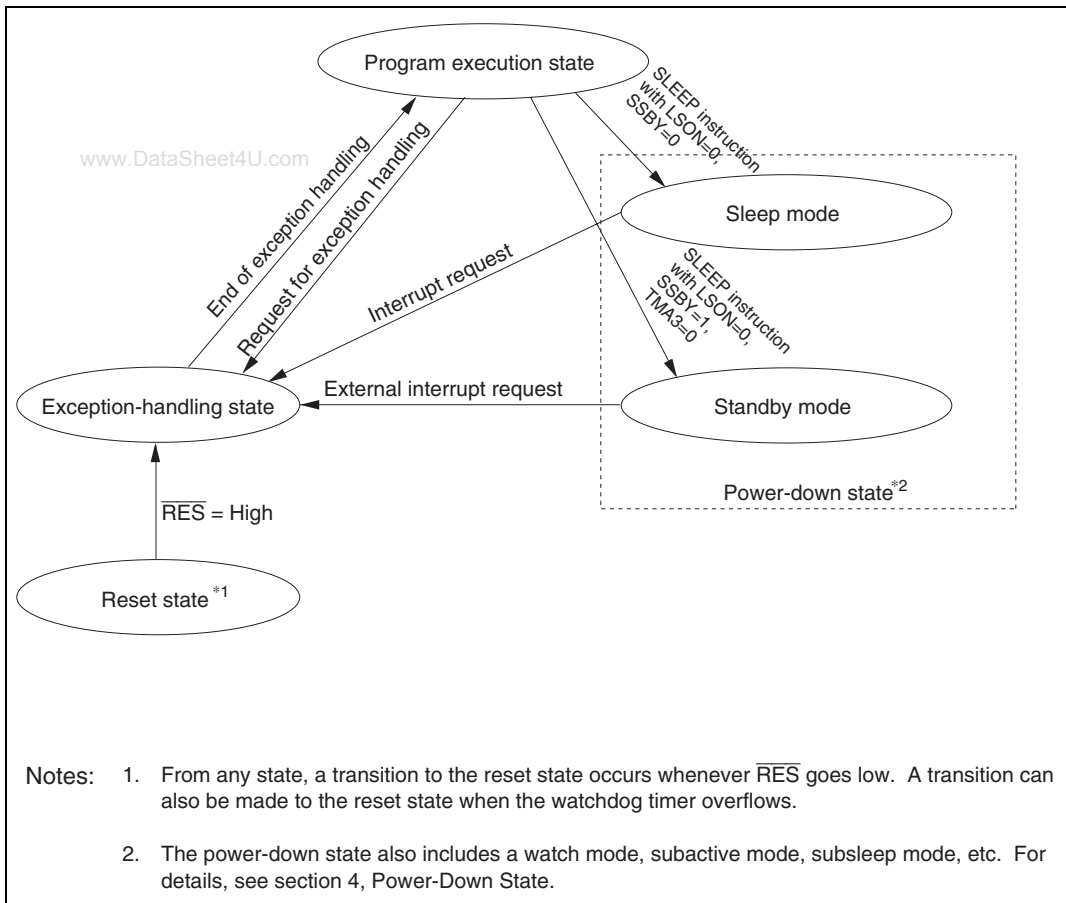 Program execution state
SLEEP instruction
with LSON=0,
SSBY=0
www.DataSheet4U.com
End of exception handling
Request for exception handling
Sleep mode
Interrupt request
SLEEP instruction
with LSON=0,
SSBY=1,
TMA3=0
Exception-handling state
External interrupt request
Standby mode
Power-down state*2
R̅E̅S̅ = High
Reset state *1
Notes: 1. From any state, a transition to the reset state occurs whenever R̅E̅S̅ goes low. A transition can
also be made to the reset state when the watchdog timer overflows.
2. The power-down state also includes a watch mode, subactive mode, subsleep mode, etc. For
details, see section 4, Power-Down State.